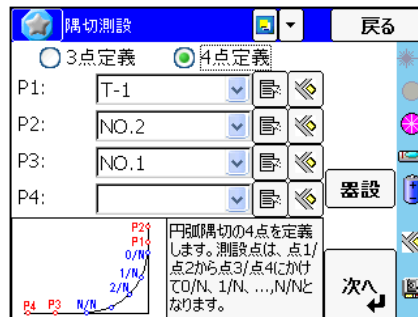 隅切測設
戻る
3点定義
4点定義
P1:
T-1
P2:
NO.2
P3:
NO.1
P4:
器設
P2
P1
0/N
1/N
2/N
P4 P3 N/N
円弧隅切の4点を定義
します。測設点は、点1/
点2から点3/点4にかけ
て0/N, 1/N, ...,N/Nと
なります。
次へ